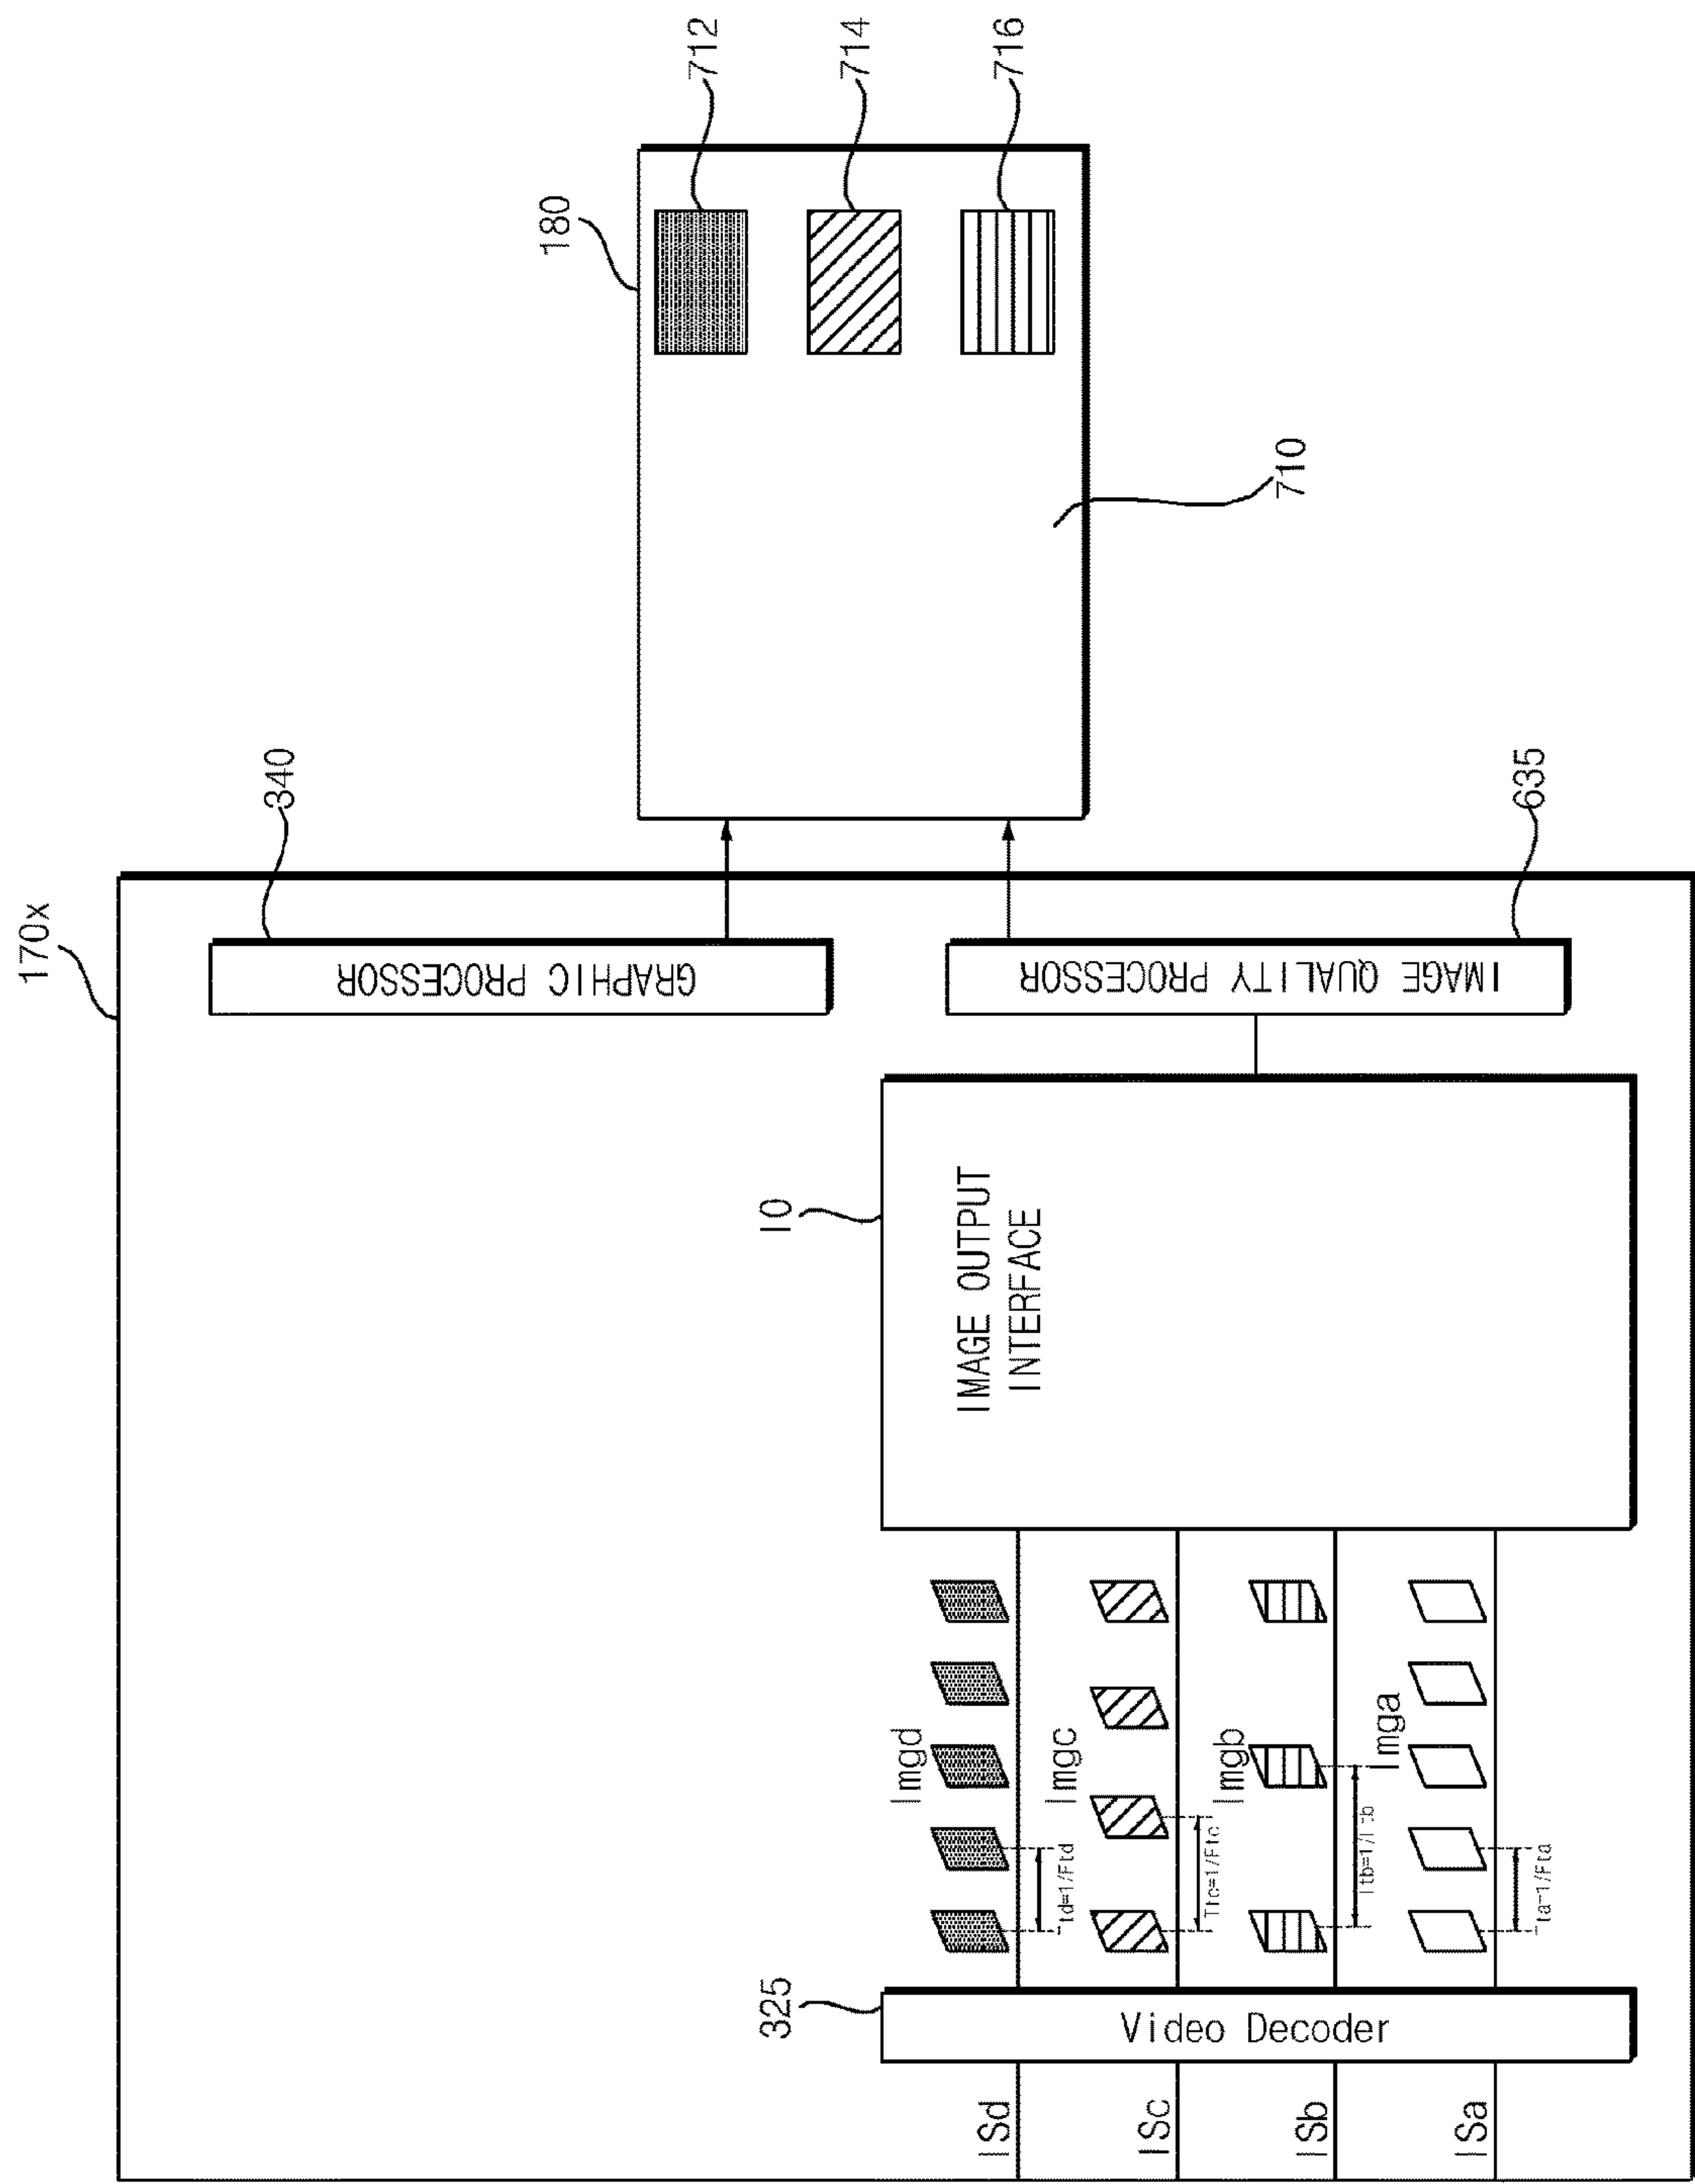 170x
340
GRAPHIC PROCESSOR
180
712
714
716
710
635
IMAGE QUALITY PROCESSOR
IO
IMAGE OUTPUT
INTERFACE
Imgd
Imgc
Ttc=1/Ftc
Imgb
Imga
325
Video Decoder
ISd
ISc
ISb
ISa